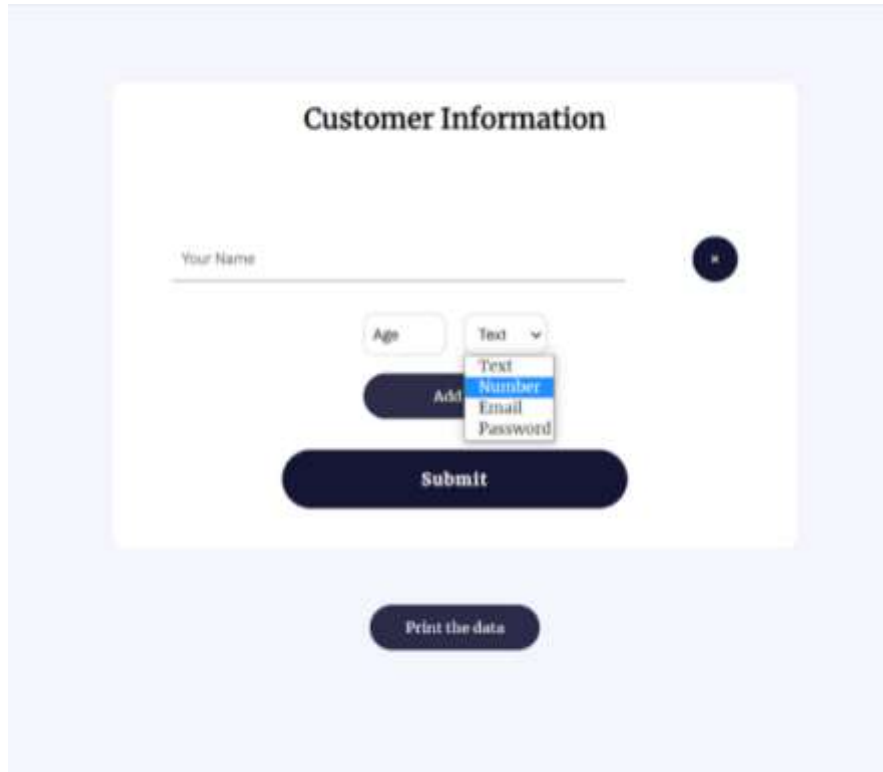 Customer Information
Your Name
×
Age
Text
Text
Number
Add
Email
Password
Submit
Print the data